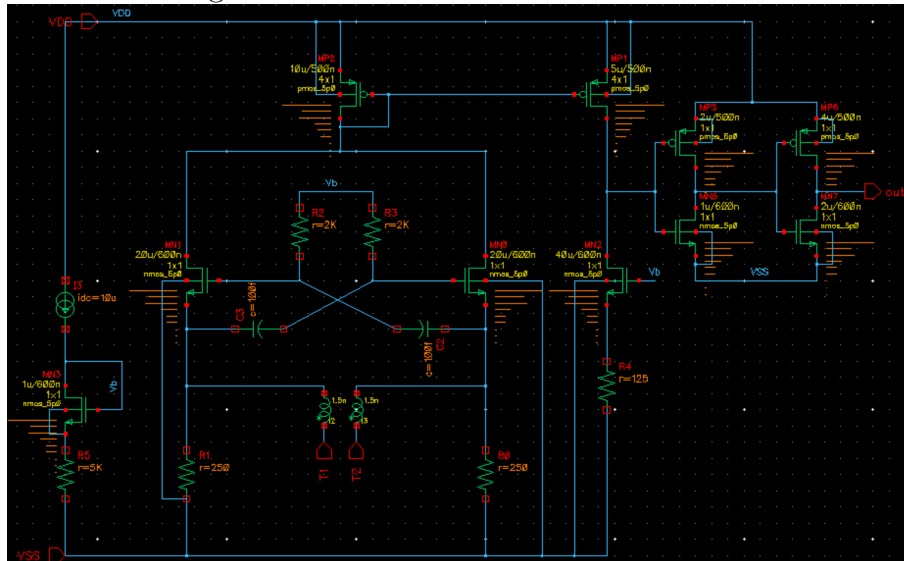 VDD
VDD
MP2
10u/500n
4x1
pmos_5p0
MP1
5u/500n
4x1
pmos_5p0
MP5
2u/500n
1x1
pmos_5p0
MP6
4u/500n
1x1
pmos_5p0
out
Vb
R2
r=2K
R3
r=2K
MN6
1u/600n
1x1
nmos_5p0
MN7
2u/600n
1x1
nmos_5p0
VSS
MN1
20u/600n
1x1
nmos_5p0
MN0
20u/600n
1x1
nmos_5p0
MN2
40u/600n
1x1
nmos_5p0
Vb
idc=10u
C3
c=100f
C2
c=100f
MN3
1u/600n
1x1
nmos_5p0
Vb
R4
r=125
1.5n
l2
1.5n
l3
T1
T2
R5
r=5K
R1
r=250
R0
r=250
VSS